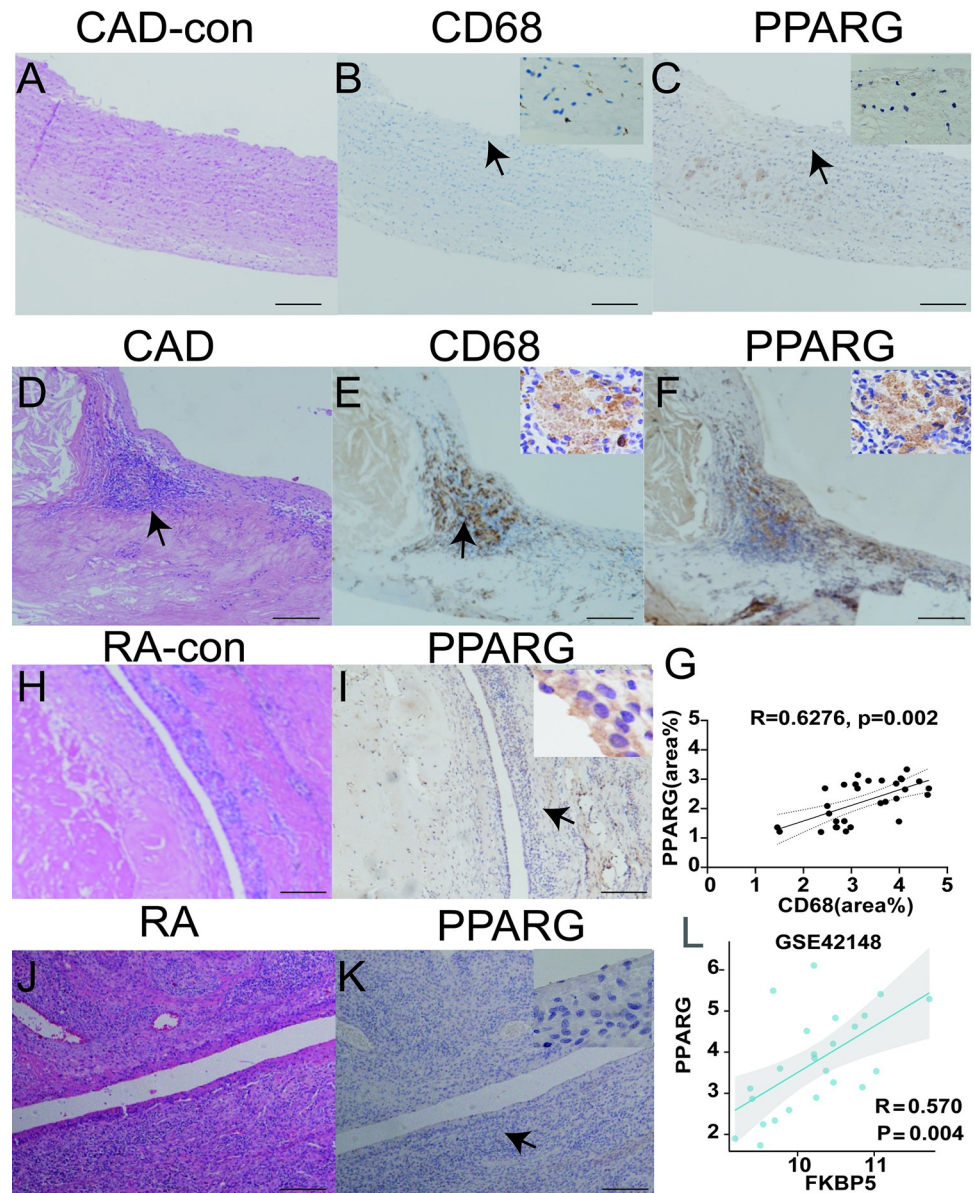 CAD-con CD68 PPARG
A B C
CAD CD68 PPARG
D E F
RA-con PPARG
H I
G
R=0.6276, p=0.002
PPARG(area%)
5
4
3
2
1
0
0 1 2 3 4 5
CD68(area%)
RA PPARG
J K
L
GSE42148
PPARG
6
5
4
3
2
R=0.570
P=0.004
10 11
FKBP5